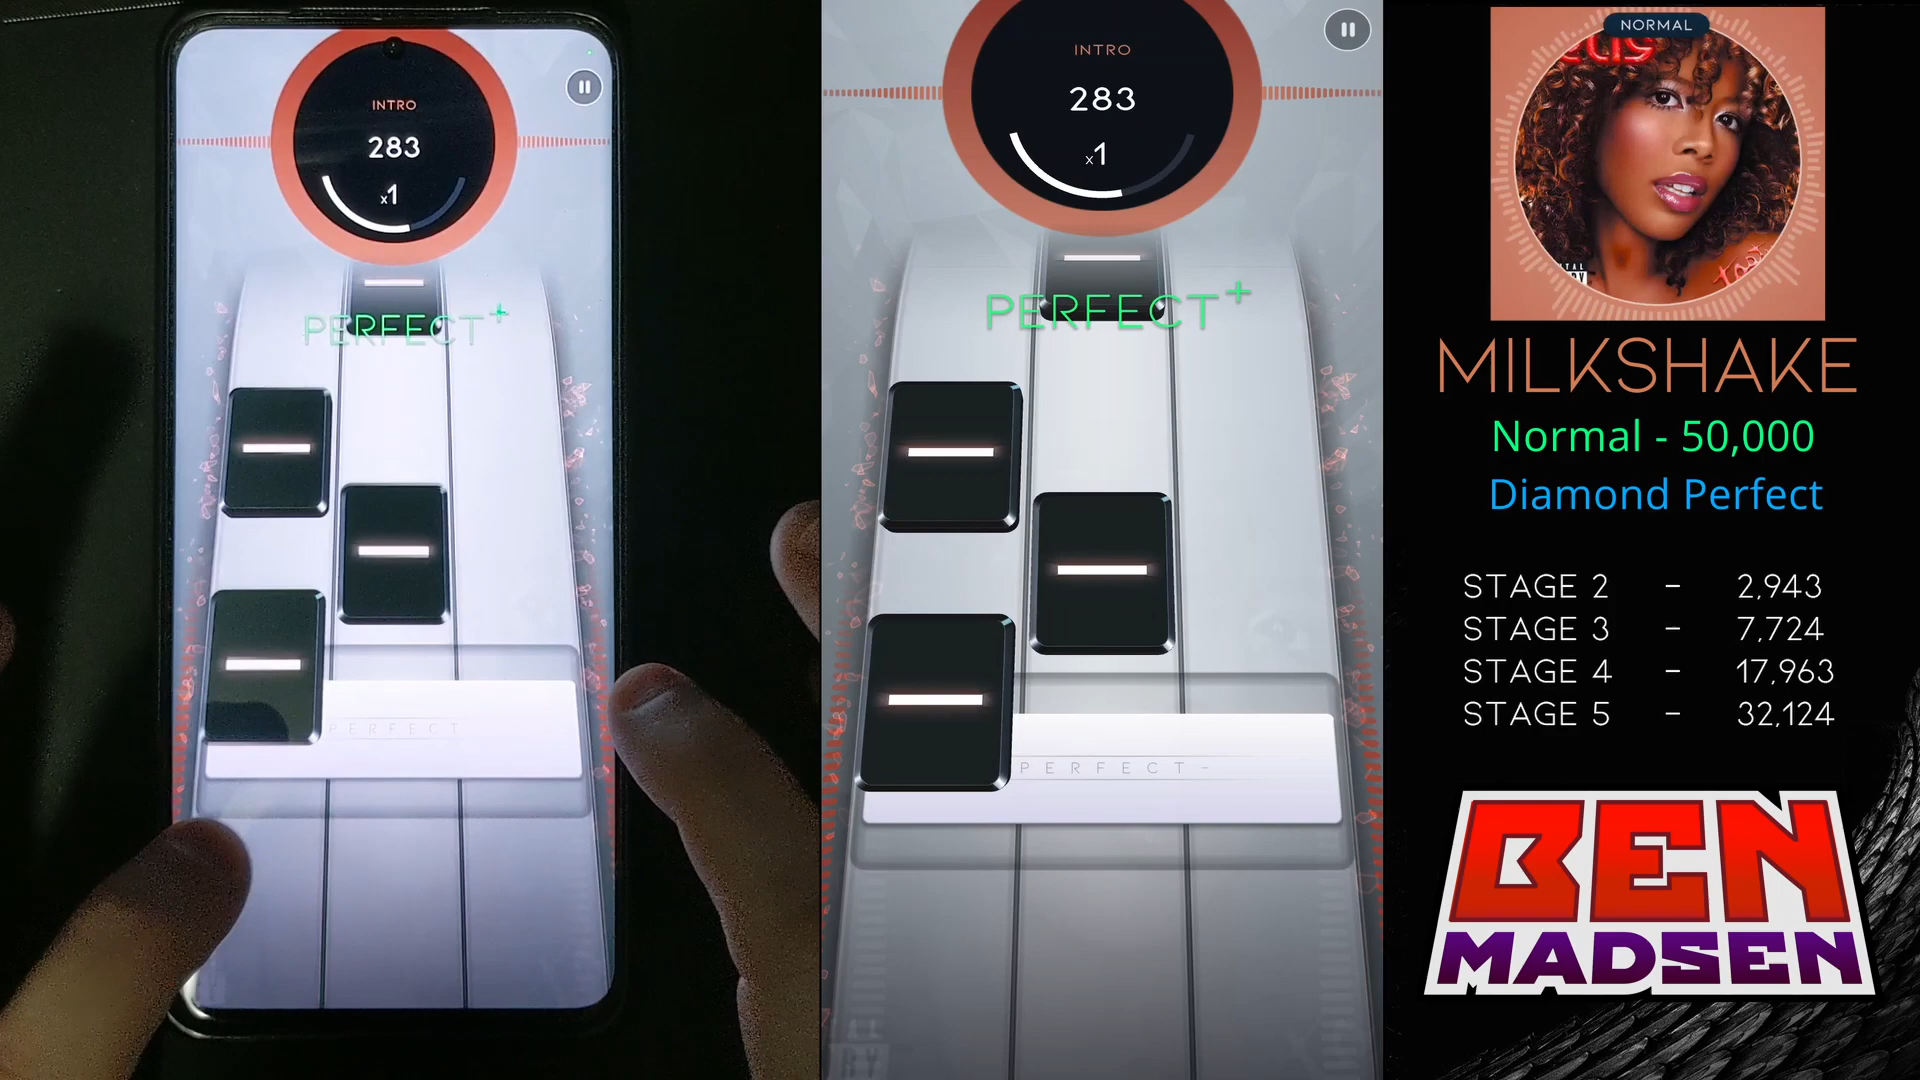 INTRO
283
x1
PERFECT+
PERFECT
INTRO
283
x1
PERFECT+
PERFECT-
NORMAL
MILKSHAKE
Normal - 50,000
Diamond Perfect
STAGE 2 - 2,943
STAGE 3 - 7,724
STAGE 4 - 17,963
STAGE 5 - 32,124
BEN
MADSEN